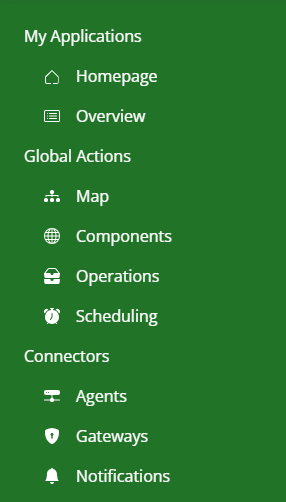 My Applications
Homepage
Overview
Global Actions
Map
Components
Operations
Scheduling
Connectors
Agents
Gateways
Notifications